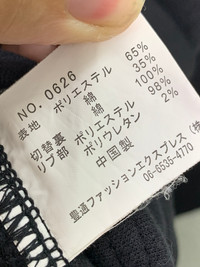 NO. 0626
表地 ポリエステル 65%
綿 35%
切替裏 綿 100%
リブ部 ポリエステル 98%
ポリウレタン 2%
中国製
豊通ファッションエクスプレス(株
06-6535-4770